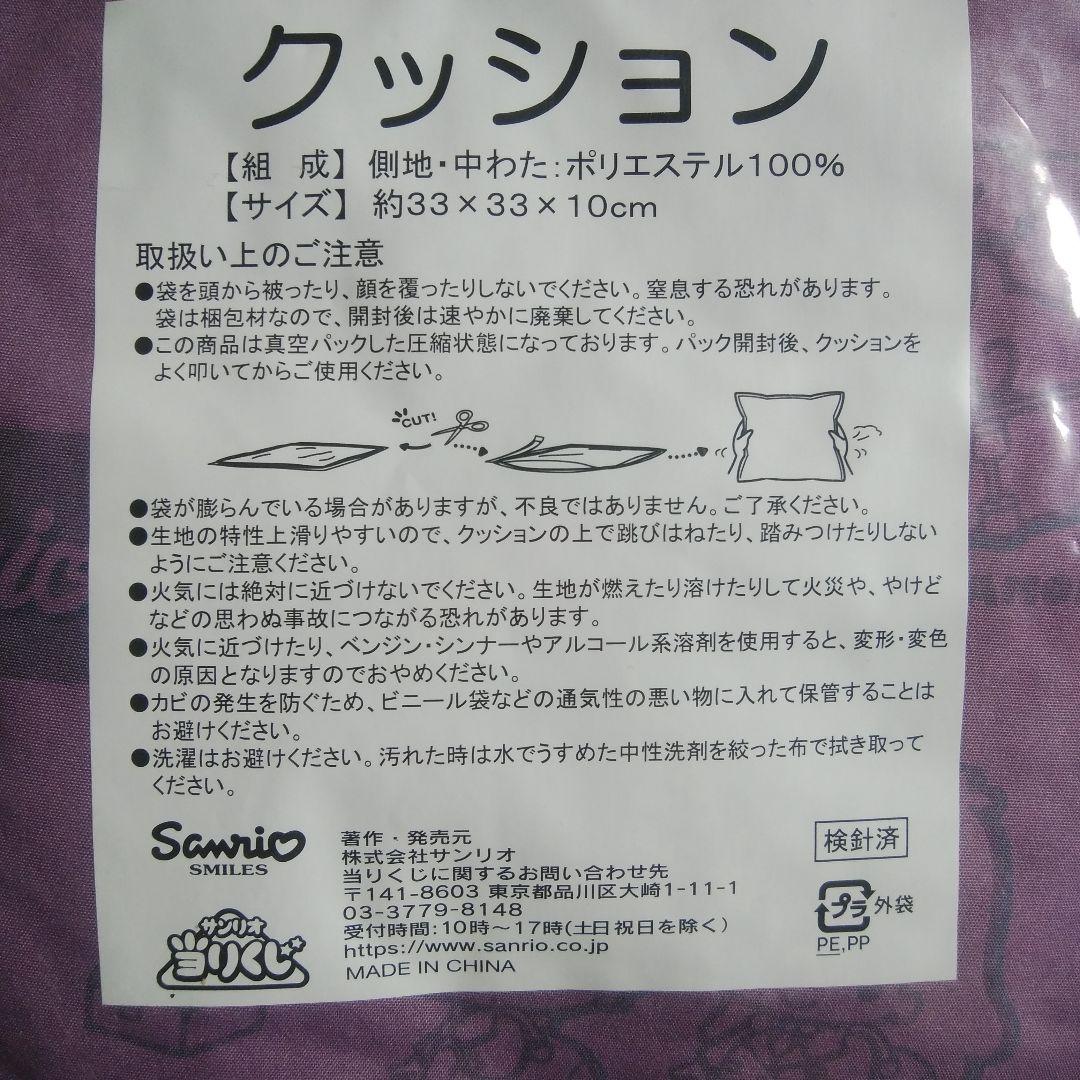 クッション
【組　成】 側地・中わた:ポリエステル100%
【サイズ】 約33×33×10cm
取扱い上のご注意
●袋を頭から被ったり、顔を覆ったりしないでください。窒息する恐れがあります。
袋は梱包材なので、開封後は速やかに廃棄してください。
●この商品は真空パックした圧縮状態になっております。パック開封後、クッションを
よく叩いてからご使用ください。
CUT!
●袋が膨らんでいる場合がありますが、不良ではありません。ご了承ください。
●生地の特性上滑りやすいので、クッションの上で跳びはねたり、踏みつけたりしない
ようにご注意ください。
●火気には絶対に近づけないでください。生地が燃えたり溶けたりして火災や、やけど
などの思わぬ事故につながる恐れがあります。
●火気に近づけたり、ベンジン・シンナーやアルコール系溶剤を使用すると、変形・変色
の原因となりますのでおやめください。
●カビの発生を防ぐため、ビニール袋などの通気性の悪い物に入れて保管することは
お避けください。
●洗濯はお避けください。汚れた時は水でうすめた中性洗剤を絞った布で拭き取って
ください。
Sanrio
SMILES
サンリオ
当りくじ
著作・発売元
株式会社サンリオ
当りくじに関するお問い合わせ先
〒141-8603 東京都品川区大崎1-11-1
03-3779-8148
受付時間:10時~17時(土日祝日を除く)
https://www.sanrio.co.jp
MADE IN CHINA
検針済
プラ 外袋
PE,PP